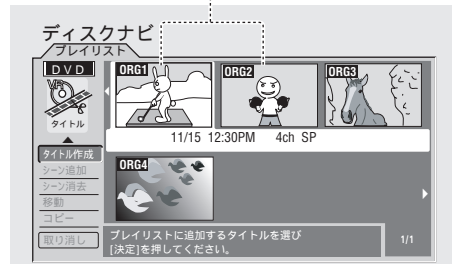 ディスクナビ
プレイリスト
DVD
VR
タイトル
ORG1
ORG2
ORG3
11/15 12:30PM 4ch SP
タイトル作成
シーン追加
シーン消去
移動
コピー
取り消し
ORG4
プレイリストに追加するタイトルを選び
[決定]を押してください。
1/1